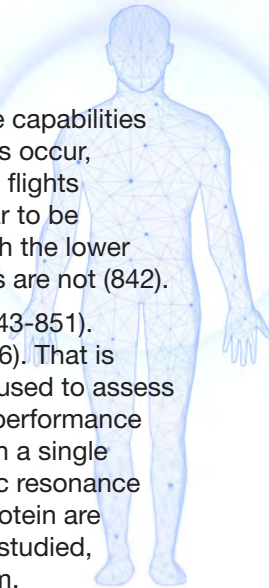 e capabilities
s occur,
flights
ar to be
h the lower
s are not (842).
43-851).
6). That is
used to assess
performance
n a single
c resonance
otein are
studied,
m.